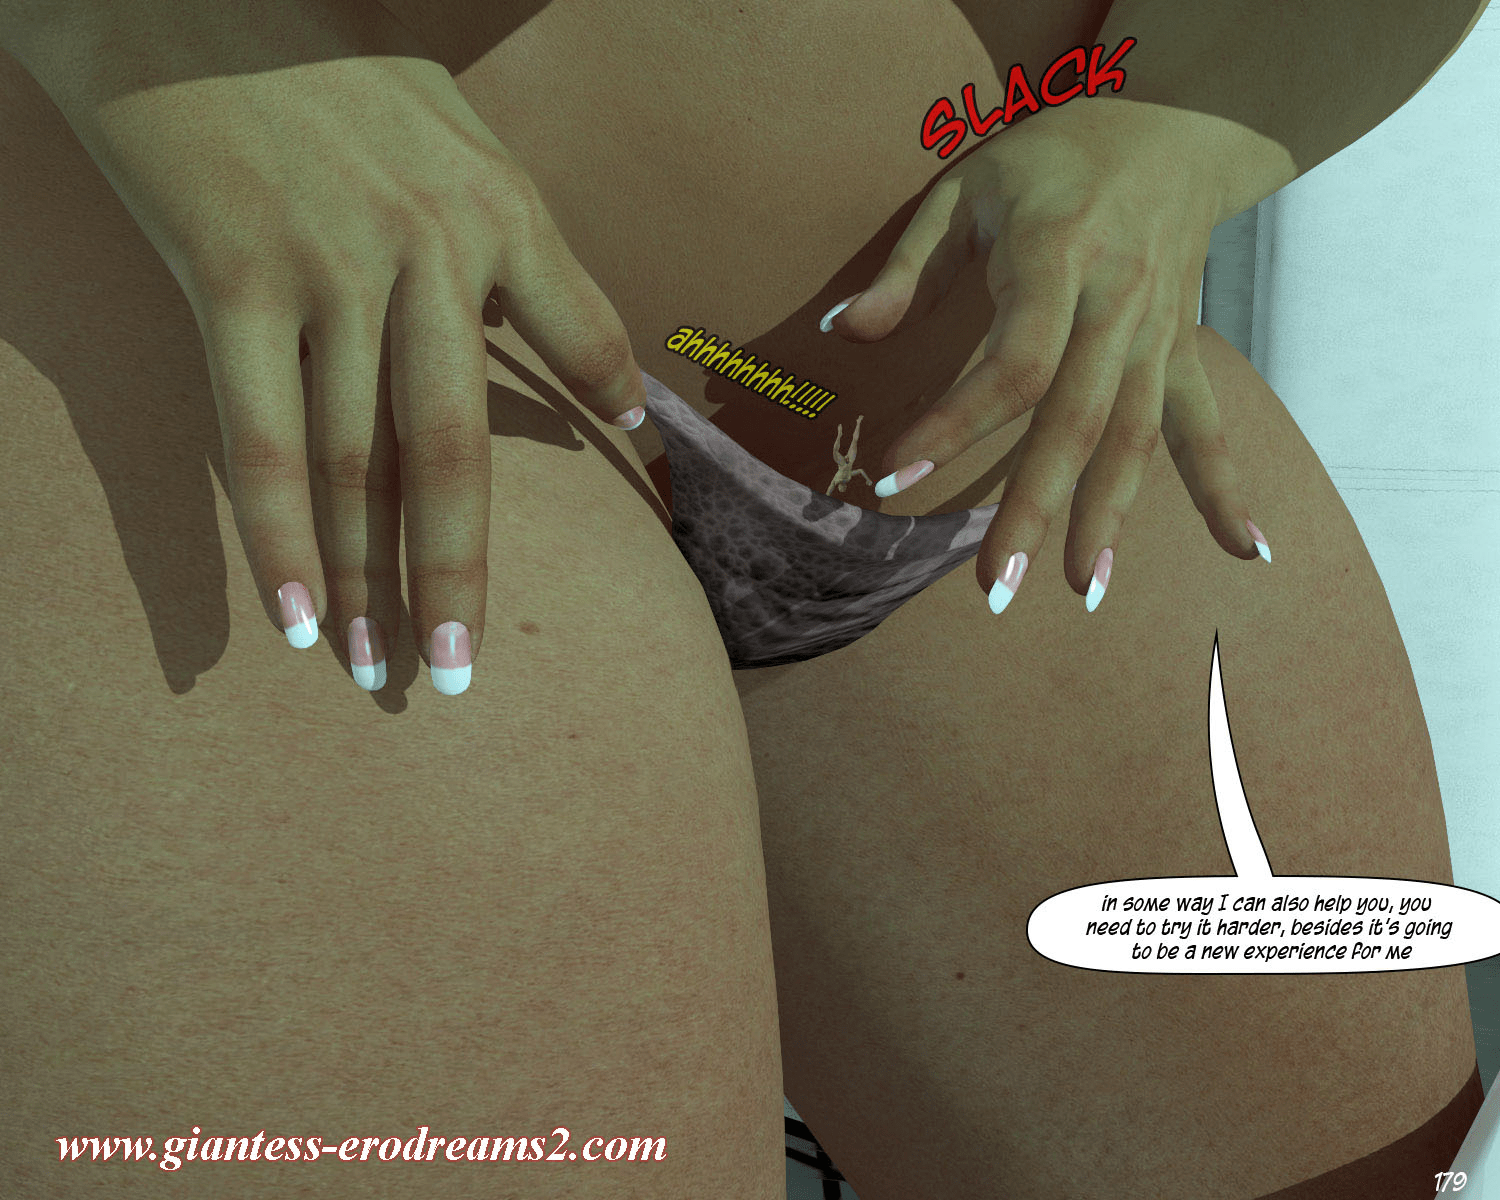 SLACK
ahhhhhhhh!!!!!
in some way I can also help you, you
need to try it harder, besides it's going
to be a new experience for me
www.giantess-erodreams2.com
179